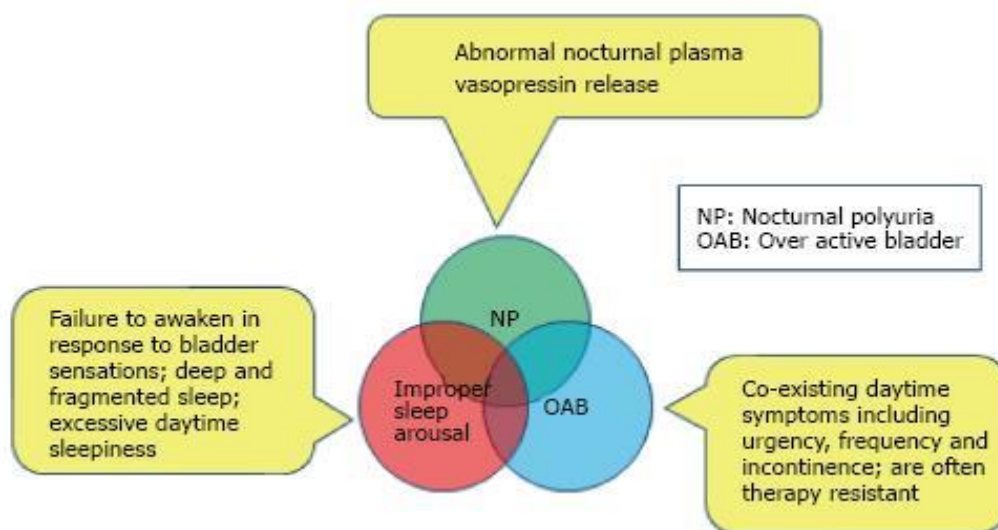 Abnormal nocturnal plasma
vasopressin release
NP: Nocturnal polyuria
OAB: Over active bladder
NP
Failure to awaken in
response to bladder
sensations; deep and
fragmented sleep;
excessive daytime
sleepiness
Improper
sleep
arousal
OAB
Co-existing daytime
symptoms including
urgency, frequency and
incontinence; are often
therapy resistant